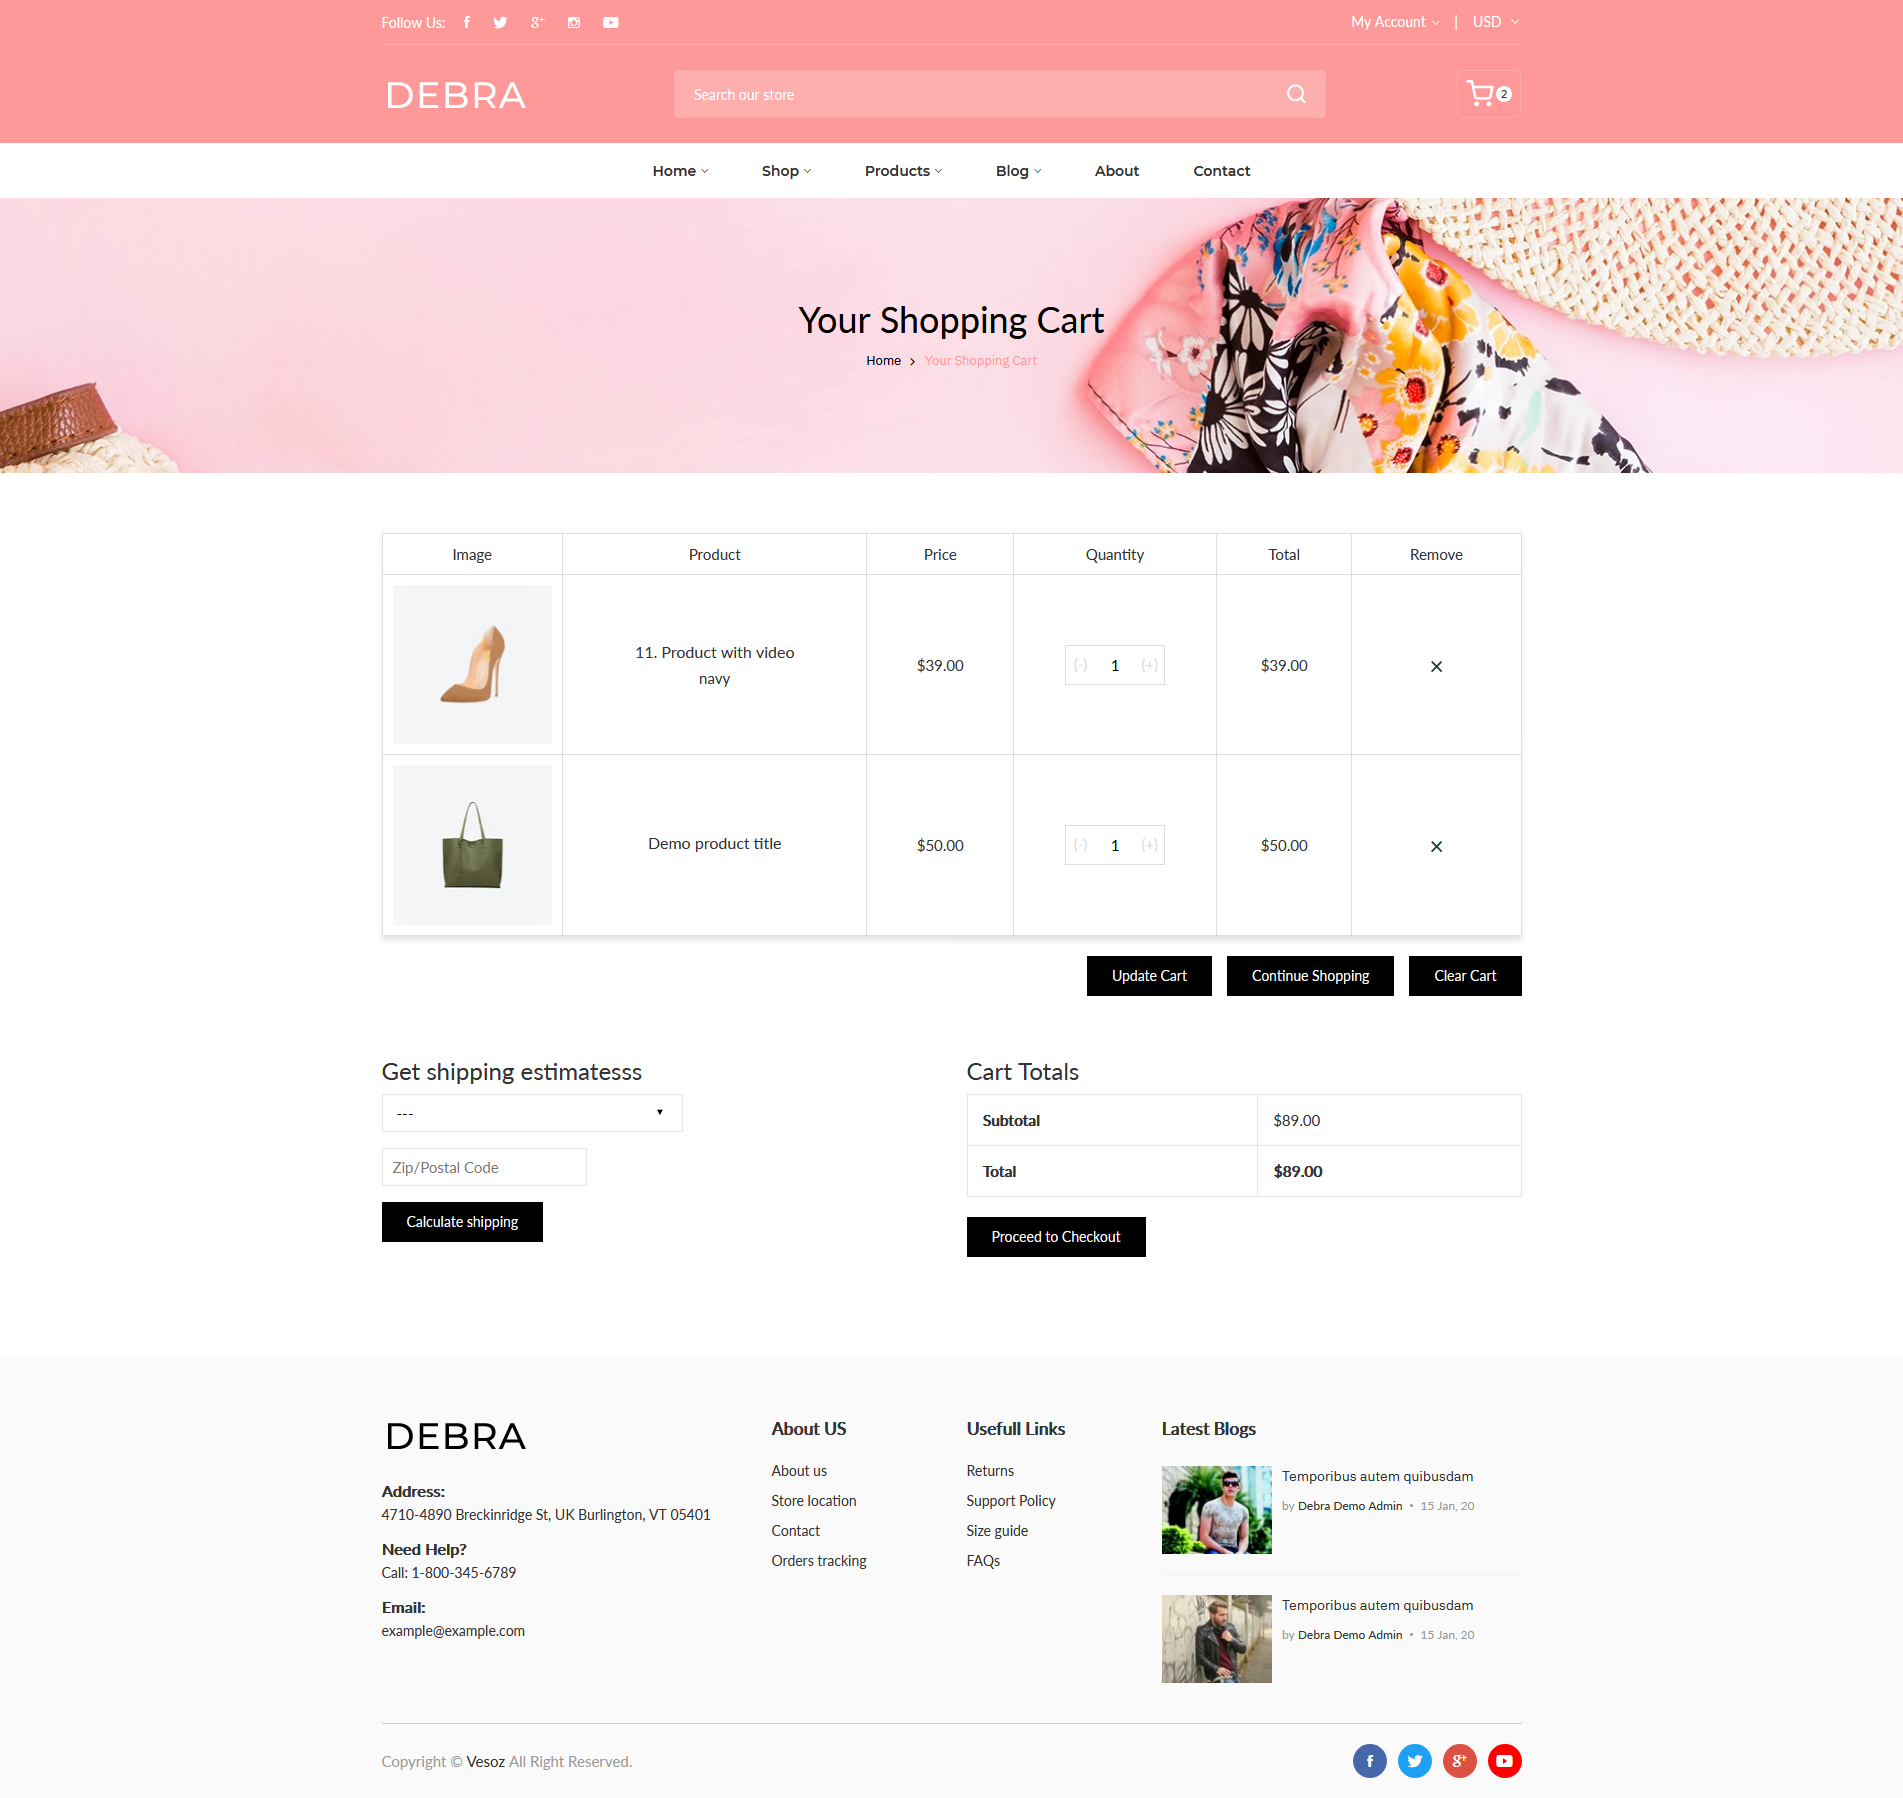 Follow Us:
My Account | USD
DEBRA
Search our store
2
Home Shop Products Blog About Contact
Your Shopping Cart
Home > Your Shopping Cart
Image Product Price Quantity Total Remove
11. Product with video
navy
$39.00 (-) 1 (+) $39.00 ×
Demo product title $50.00 (-) 1 (+) $50.00 ×
Update Cart Continue Shopping Clear Cart
Get shipping estimatesss
---
Zip/Postal Code
Calculate shipping
Cart Totals
Subtotal $89.00
Total $89.00
Proceed to Checkout
DEBRA
Address:
4710-4890 Breckinridge St, UK Burlington, VT 05401
Need Help?
Call: 1-800-345-6789
Email:
example@example.com
About US
About us
Store location
Contact
Orders tracking
Usefull Links
Returns
Support Policy
Size guide
FAQs
Latest Blogs
Temporibus autem quibusdam
by Debra Demo Admin • 15 Jan, 20
Temporibus autem quibusdam
by Debra Demo Admin • 15 Jan, 20
Copyright © Vesoz All Right Reserved.